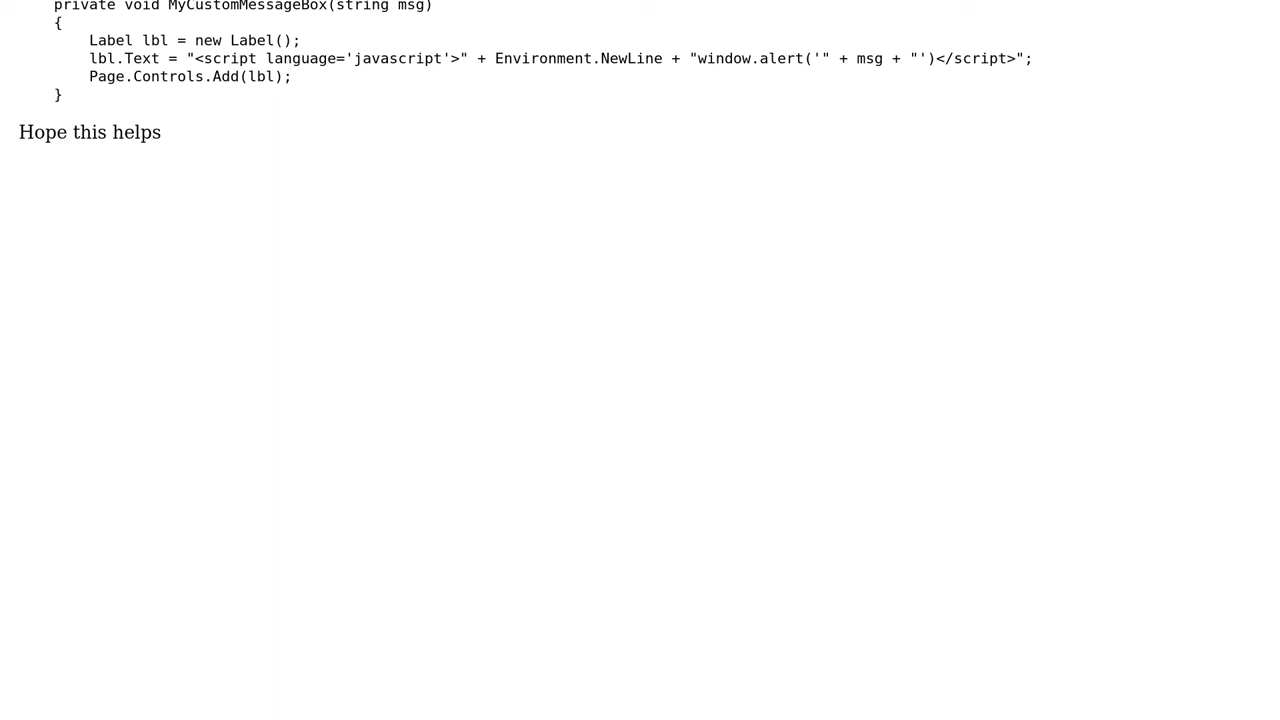 private void MyCustomMessageBox(string msg)
    {
        Label lbl = new Label();
        lbl.Text = "<script language='javascript'>" + Environment.NewLine + "window.alert('" + msg + "')</script>";
        Page.Controls.Add(lbl);
    }
Hope this helps